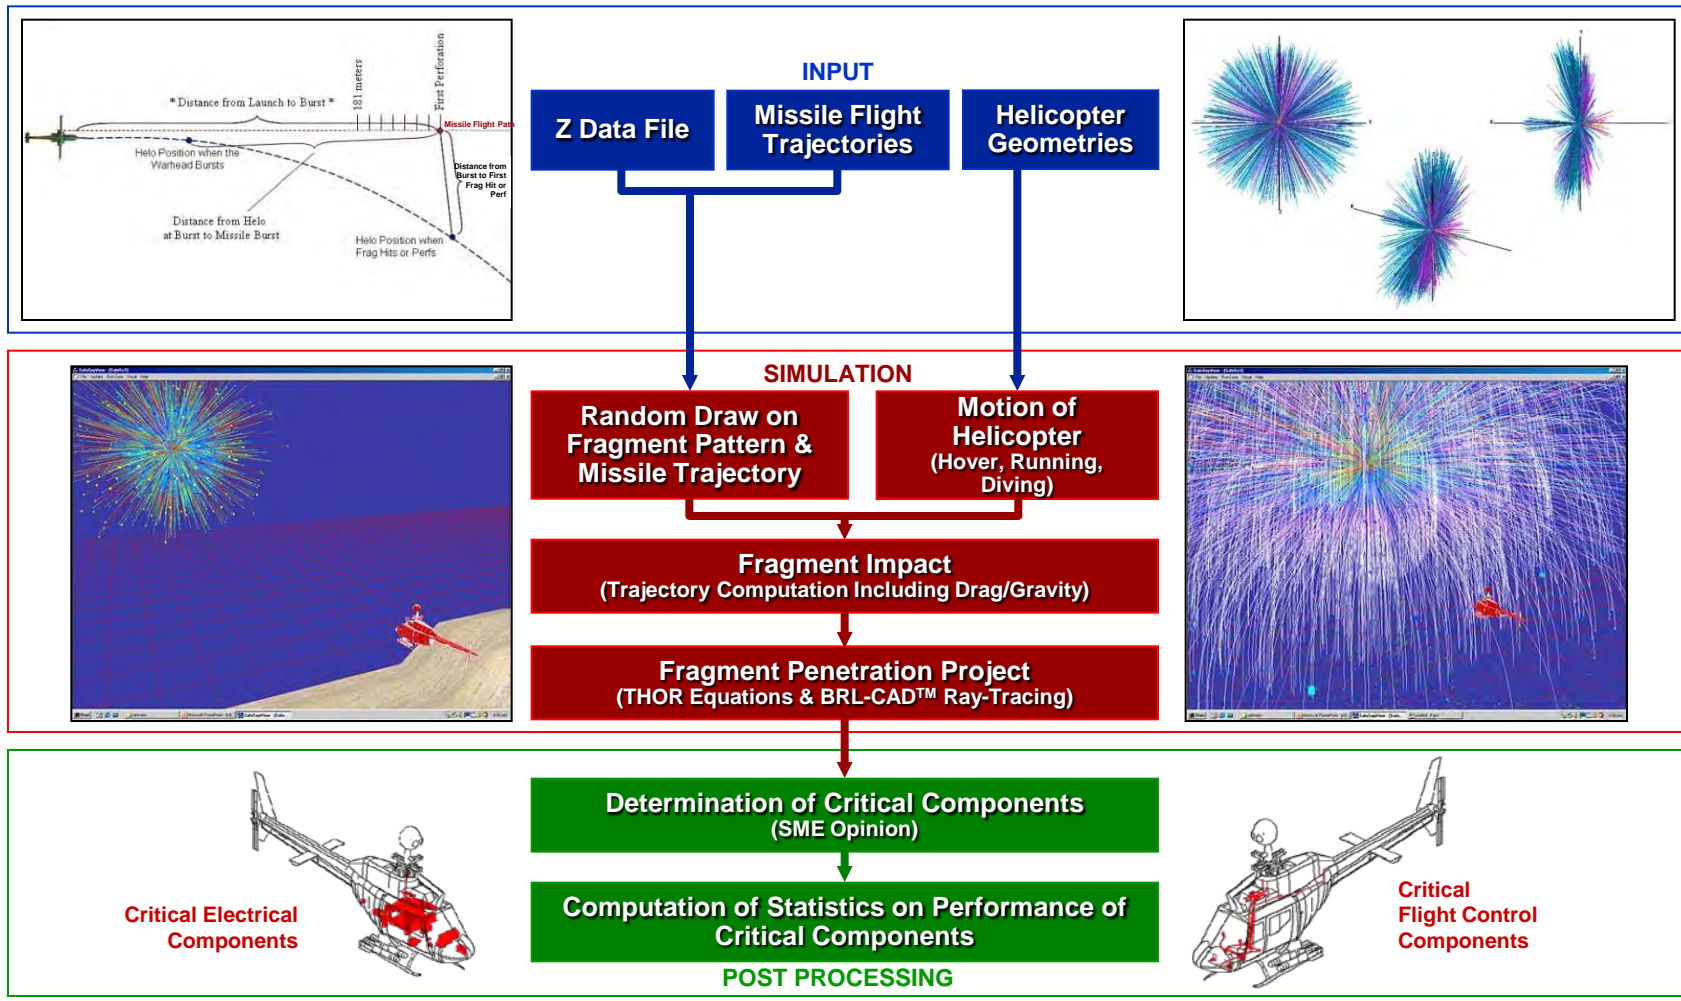 INPUT
181 meters
First Perforation
* Distance from Launch to Burst *
Missile Flight Path
Helo Position when the
Warhead Bursts
Distance from
Burst to First
Frag Hit or
Perf
Distance from Helo
at Burst to Missile Burst
Helo Position when
Frag Hits or Perfs
Z Data File
Missile Flight
Trajectories
Helicopter
Geometries
SIMULATION
Random Draw on
Fragment Pattern &
Missile Trajectory
Motion of
Helicopter
(Hover, Running,
Diving)
Fragment Impact
(Trajectory Computation Including Drag/Gravity)
Fragment Penetration Project
(THOR Equations & BRL-CAD™ Ray-Tracing)
Determination of Critical Components
(SME Opinion)
Computation of Statistics on Performance of
Critical Components
Critical Electrical
Components
Critical
Flight Control
Components
POST PROCESSING